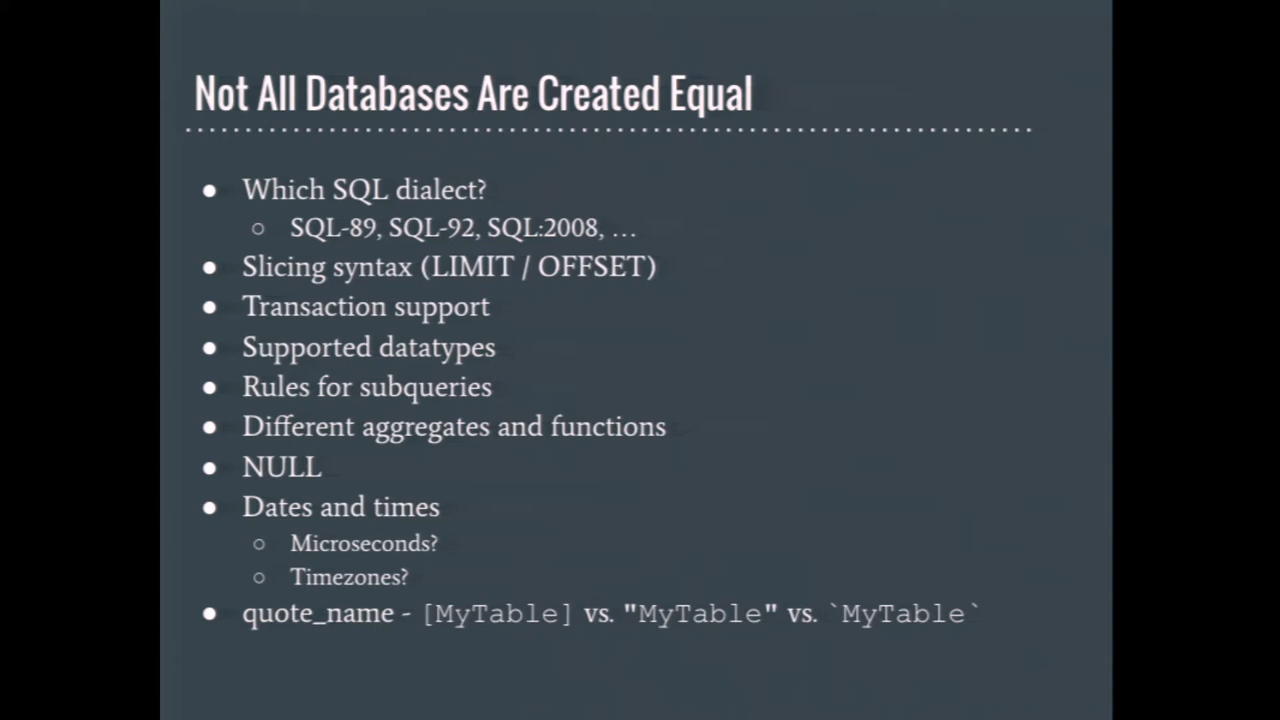 Not All Databases Are Created Equal
● Which SQL dialect?
○ SQL-89, SQL-92, SQL:2008, …
● Slicing syntax (LIMIT / OFFSET)
● Transaction support
● Supported datatypes
● Rules for subqueries
● Different aggregates and functions
● NULL
● Dates and times
○ Microseconds?
○ Timezones?
● quote_name - [MyTable] vs. "MyTable" vs. `MyTable`